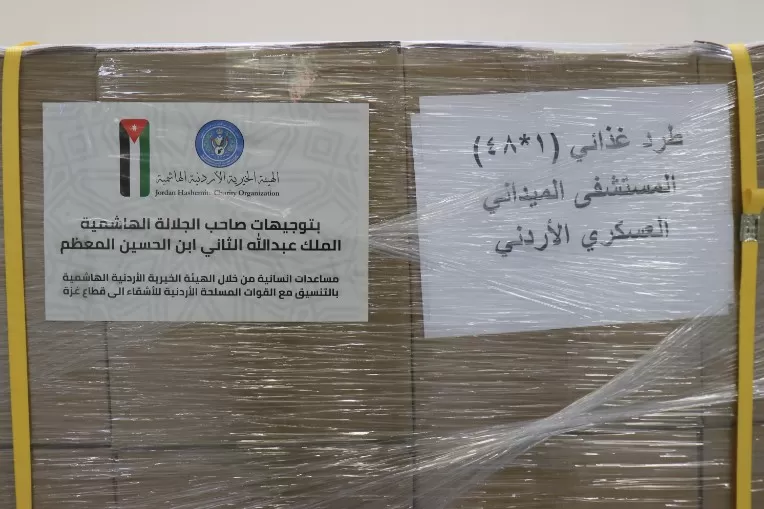 الهيئة الخيرية الأردنية الهاشمية
Jordan Hashemite Charity Organization
بتوجيهات صاحب الجلالة الهاشمية
الملك عبدالله الثاني ابن الحسين المعظم
مساعدات انسانية من خلال الهيئة الخيرية الأردنية الهاشمية
بالتنسيق مع القوات المسلحة الأردنية للأشقاء الى قطاع غزة
طرد غذائي (١*٤٨)
المستشفى الميداني
العسكري الأردني